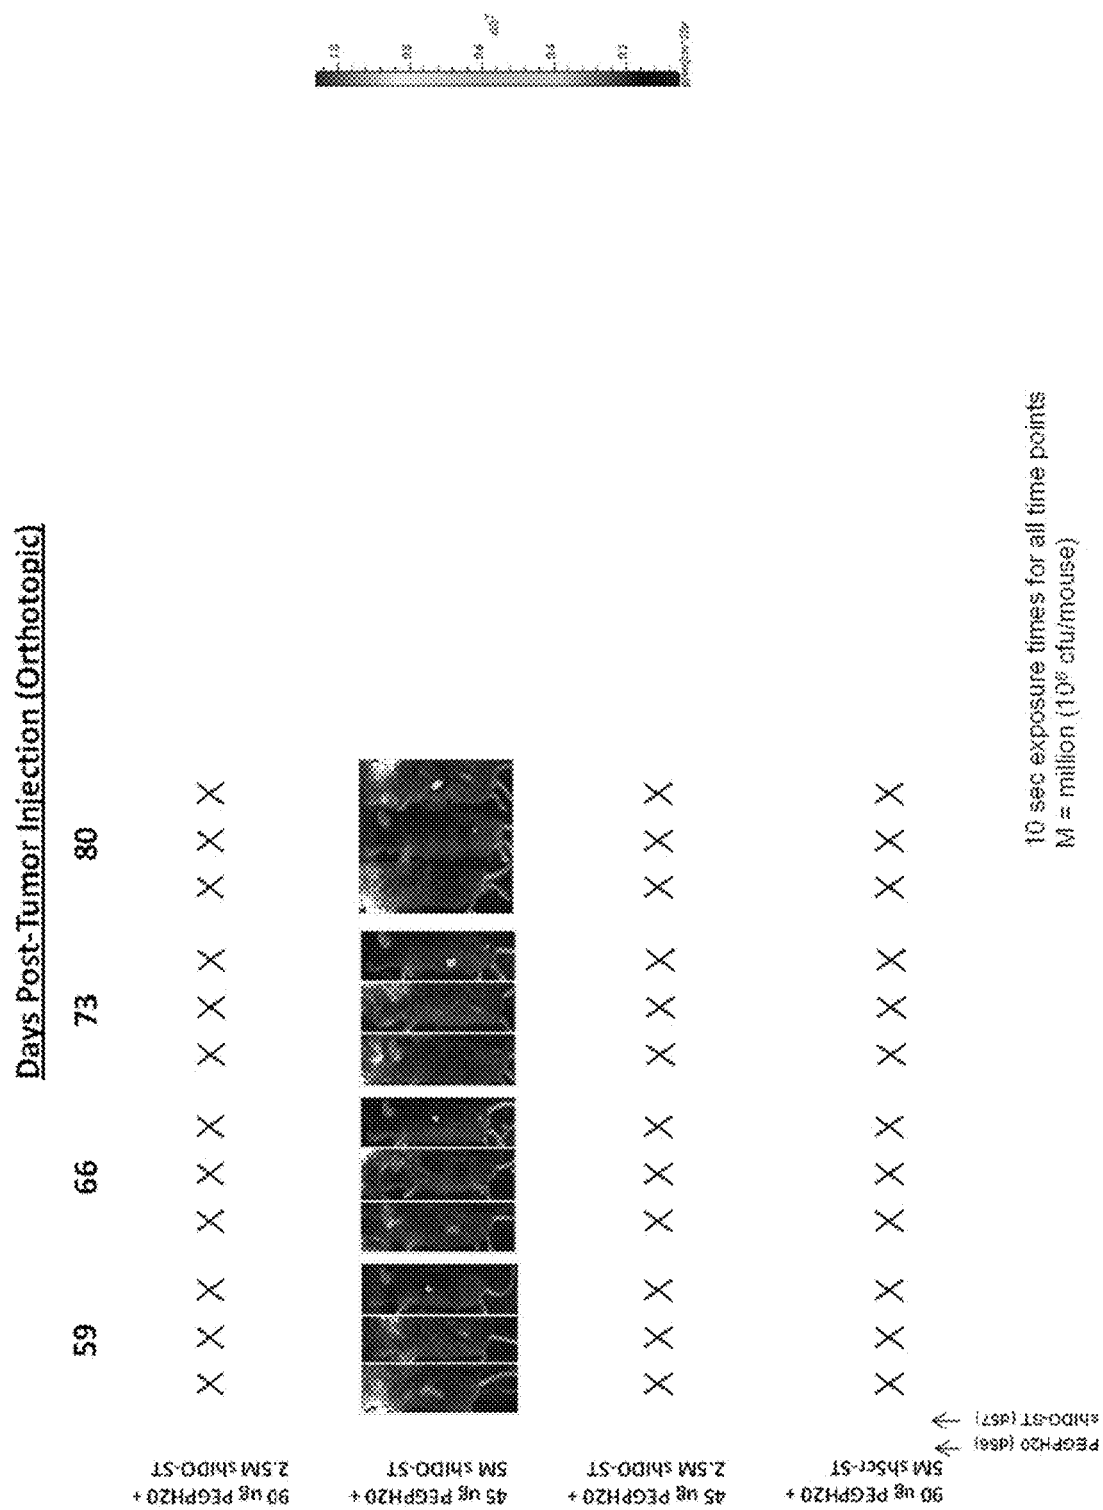 Days Post-Tumor Injection (Orthotopic)
59 66 73 80
90 ug PEGPH20 +
2.5M shIDO-ST
X X X X X X X X X X X X
45 ug PEGPH20 +
5M shIDO-ST
45 ug PEGPH20 +
2.5M shIDO-ST
X X X X X X X X X X X X
90 ug PEGPH20 +
5M shScr-ST
X X X X X X X X X X X X
PEGPH20 (d56)
shIDO-ST (d57)
10 sec exposure times for all time points
M = million (10⁶ cfu/mouse)